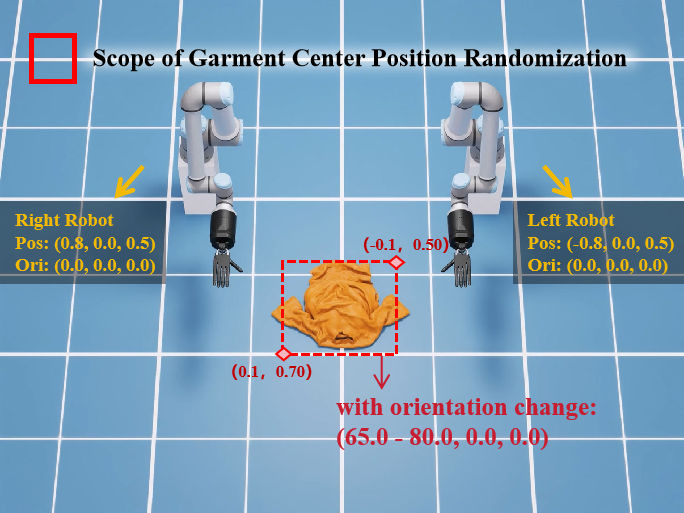 Scope of Garment Center Position Randomization
Right Robot
Pos: (0.8, 0.0, 0.5)
Ori: (0.0, 0.0, 0.0)
Left Robot
Pos: (-0.8, 0.0, 0.5)
Ori: (0.0, 0.0, 0.0)
(-0.1, 0.50)
(0.1, 0.70)
with orientation change:
(65.0 - 80.0, 0.0, 0.0)